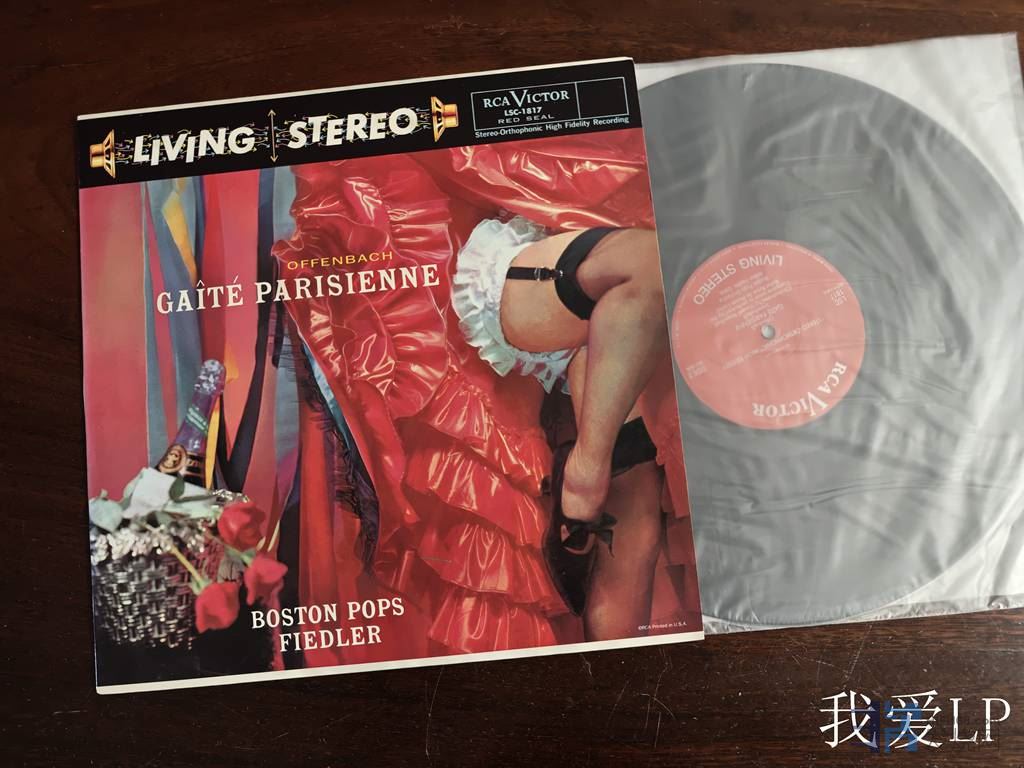 LIVING STEREO
RCA VICTOR
LSC-1817
RED SEAL
Stereo-Orthophonic High Fidelity Recording
OFFENBACH
GAÎTÉ PARISIENNE
BOSTON POPS
FIEDLER
©RCA Printed in U.S.A.
LIVING STEREO
RCA VICTOR
我爱LP